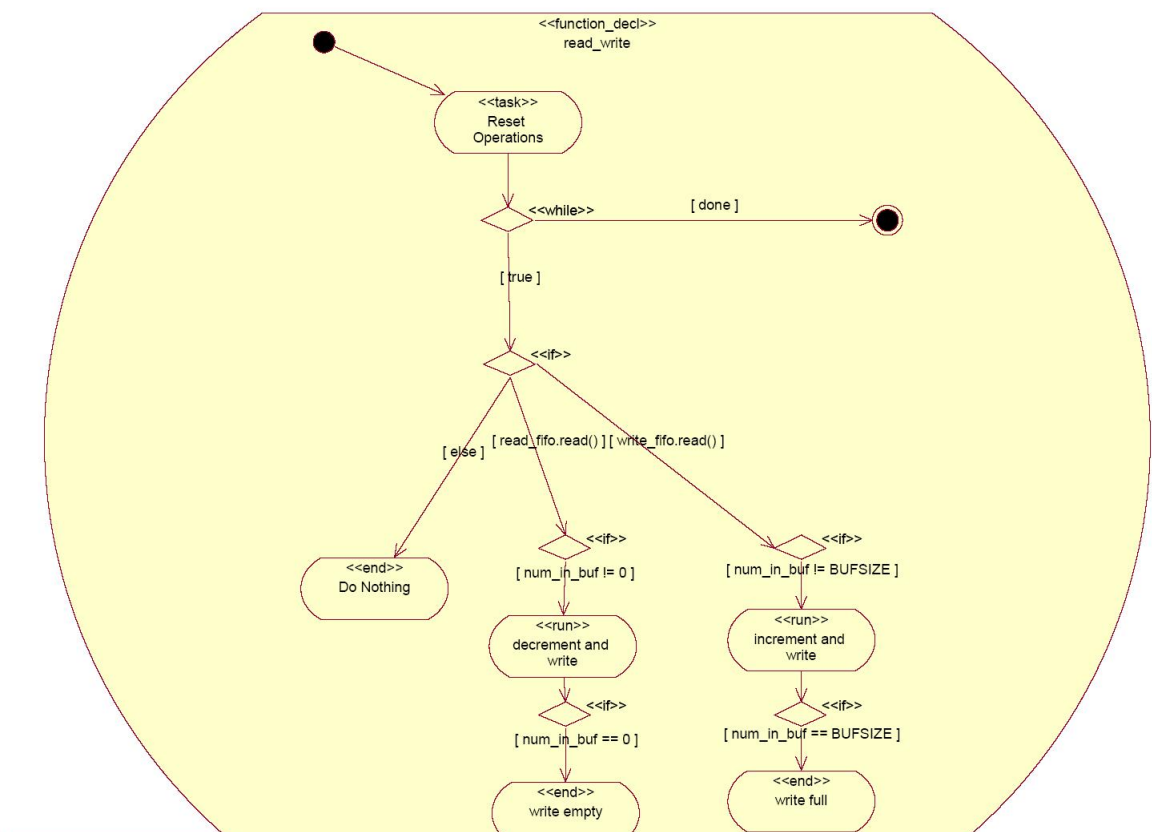 <<function_decl>>
read_write
<<task>>
Reset
Operations
<<while>>
[ done ]
[ true ]
<<if>>
[ else ]
[ read_fifo.read() ]
[ write_fifo.read() ]
<<if>>
<<if>>
[ num_in_buf != 0 ]
[ num_in_buf != BUFSIZE ]
<<end>>
Do Nothing
<<run>>
decrement and
write
<<run>>
increment and
write
<<if>>
<<if>>
[ num_in_buf == 0 ]
[ num_in_buf == BUFSIZE ]
<<end>>
write empty
<<end>>
write full